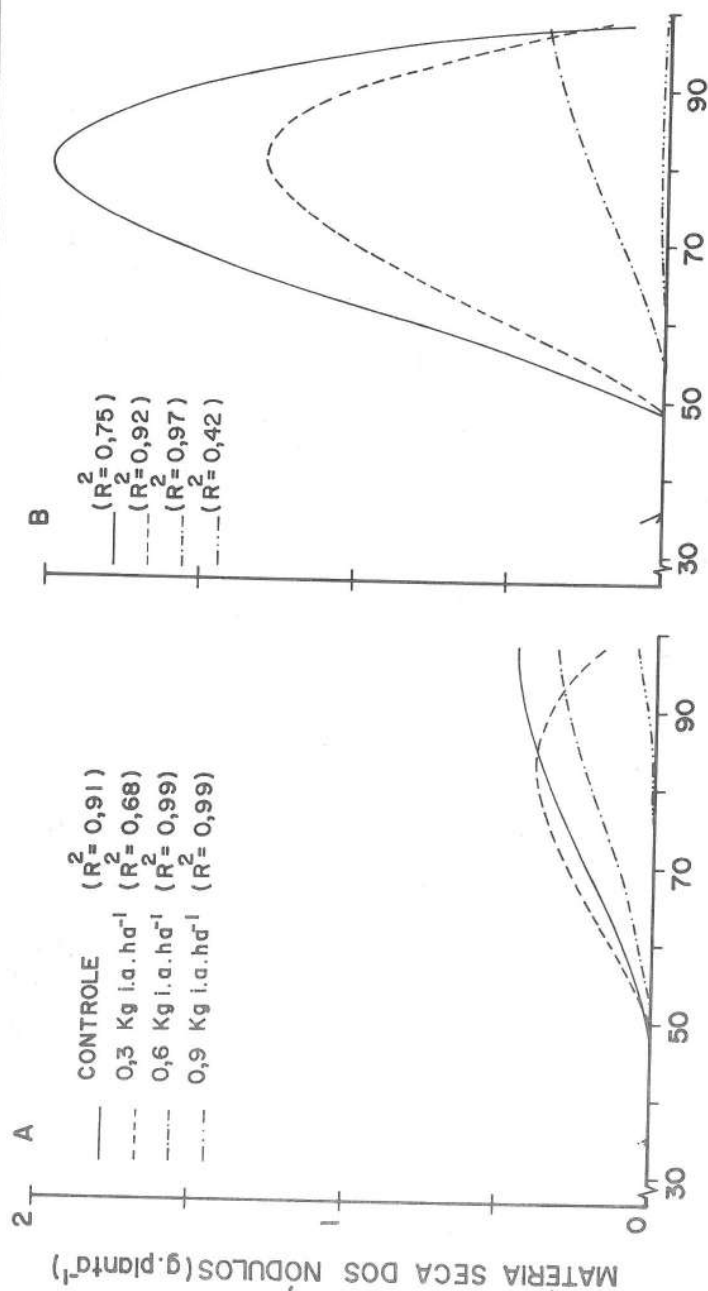 MATERIA SECA DOS NÓDULOS (g.planta⁻¹)
2
1
0
A
CONTROLE (R²= 0,91)
0,3 Kg i.a.ha⁻¹ (R²= 0,68)
0,6 Kg i.a.ha⁻¹ (R²= 0,99)
0,9 Kg i.a.ha⁻¹ (R²= 0,99)
30 50 70 90
B
(R²= 0,75)
(R²= 0,92)
(R²= 0,97)
(R²= 0,42)
30 50 70 90